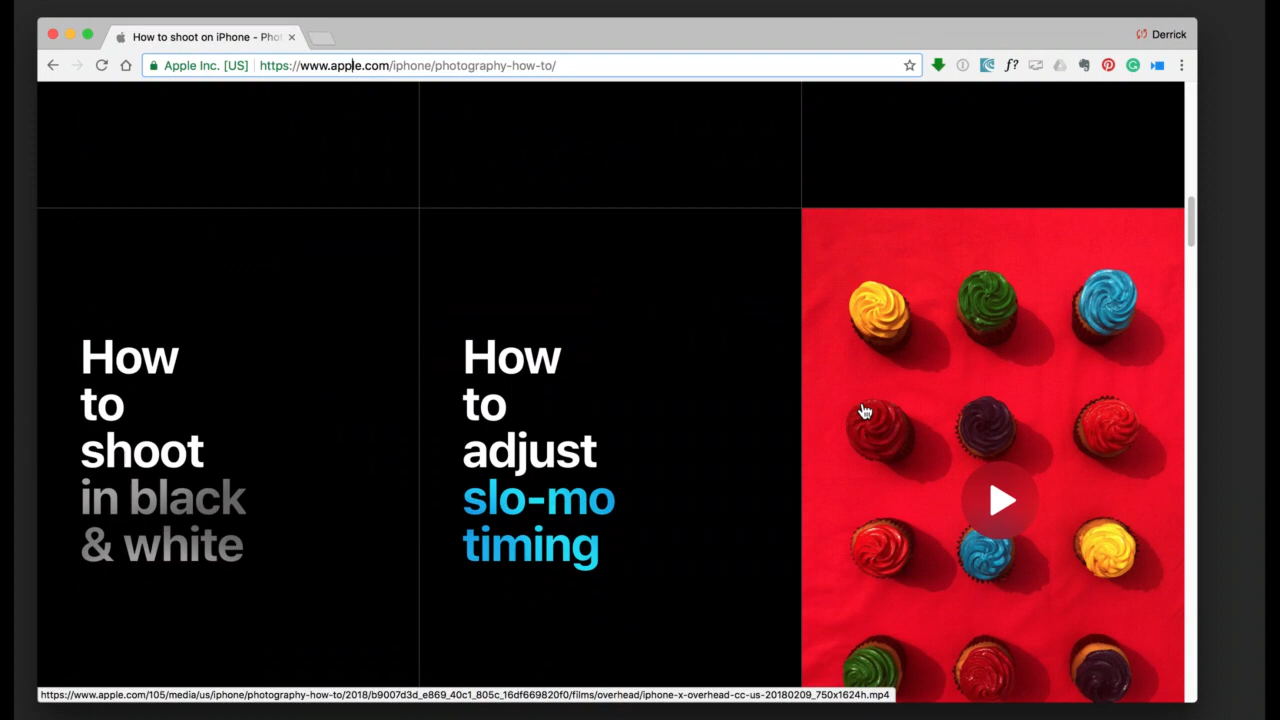 How to shoot on iPhone - Pho
Derrick
Apple Inc. [US]
https://www.apple.com/iphone/photography-how-to/
f?
How
to
shoot
in black
& white
How
to
adjust
slo-mo
timing
https://www.apple.com/105/media/us/iphone/photography-how-to/2018/b9007d3d_e869_40c1_805c_16df669820f0/films/overhead/iphone-x-overhead-cc-us-20180209_750x1624h.mp4